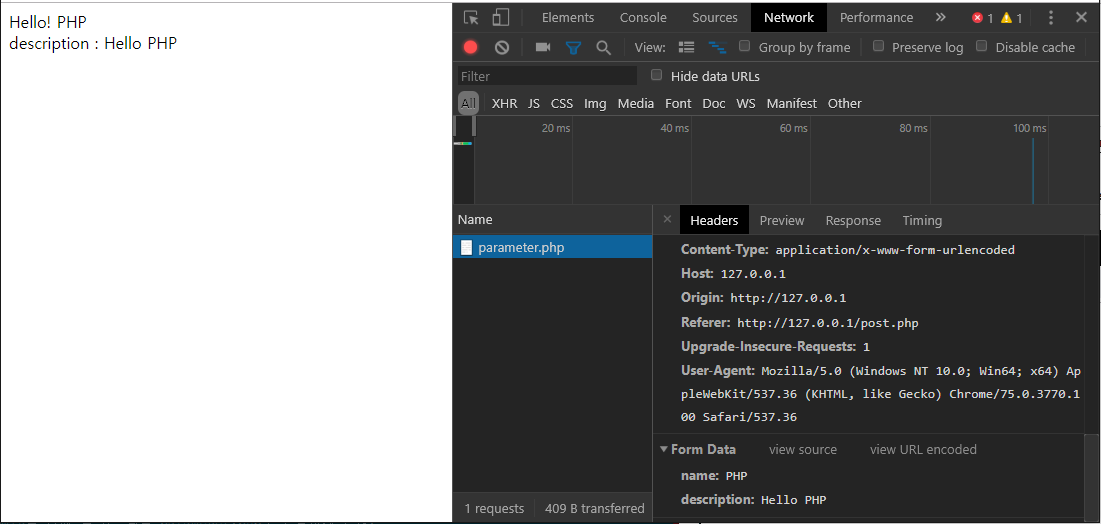 Hello! PHP
description : Hello PHP
Elements Console Sources Network Performance 1 1
View: Group by frame Preserve log Disable cache
Filter Hide data URLs
All XHR JS CSS Img Media Font Doc WS Manifest Other
20 ms 40 ms 60 ms 80 ms 100 ms
Name
parameter.php
1 requests 409 B transferred
Headers Preview Response Timing
Content-Type: application/x-www-form-urlencoded
Host: 127.0.0.1
Origin: http://127.0.0.1
Referer: http://127.0.0.1/post.php
Upgrade-Insecure-Requests: 1
User-Agent: Mozilla/5.0 (Windows NT 10.0; Win64; x64) Ap
pleWebKit/537.36 (KHTML, like Gecko) Chrome/75.0.3770.1
00 Safari/537.36
Form Data view source view URL encoded
name: PHP
description: Hello PHP